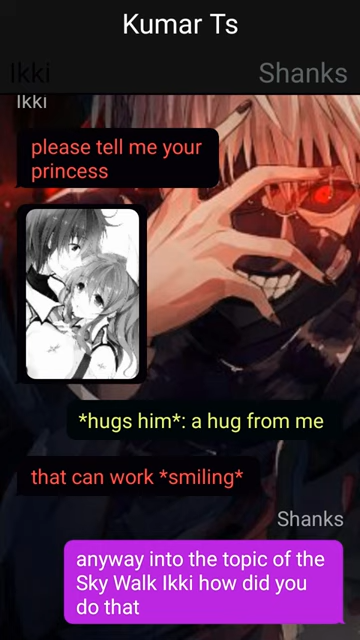 Kumar Ts
Ikki
Shanks
Ikki
please tell me your
princess
*hugs him*: a hug from me
that can work *smiling*
Shanks
anyway into the topic of the
Sky Walk Ikki how did you
do that